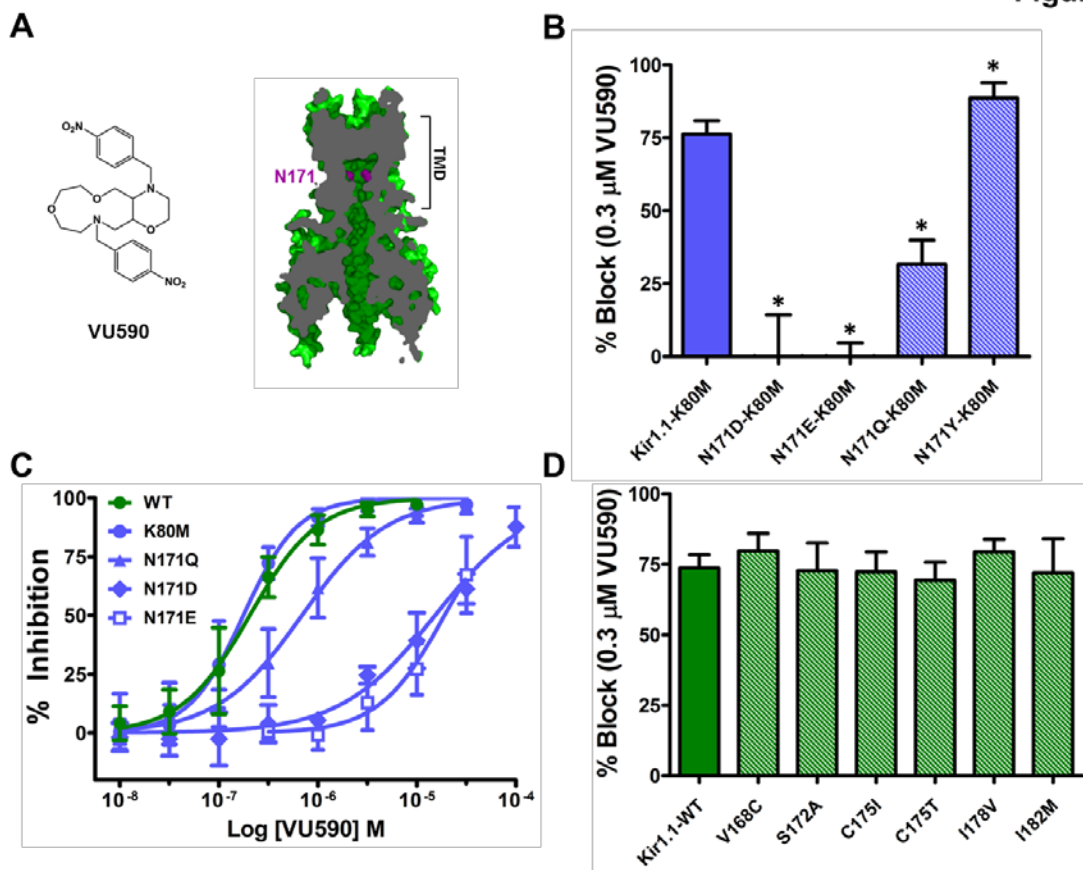 Figu
A
O₂N
N
O
O
N
O
NO₂
VU590
N171
TMD
B
% Block (0.3 μM VU590)
100
75
50
25
0
*
*
*
*
Kir1.1-K80M
N171D-K80M
N171E-K80M
N171Q-K80M
N171Y-K80M
C
% Inhibition
100
75
50
25
0
WT
K80M
N171Q
N171D
N171E
10⁻⁸
10⁻⁷
10⁻⁶
10⁻⁵
10⁻⁴
Log [VU590] M
D
% Block (0.3 μM VU590)
100
75
50
25
0
Kir1.1-WT
V168C
S172A
C175I
C175T
I178V
I182M